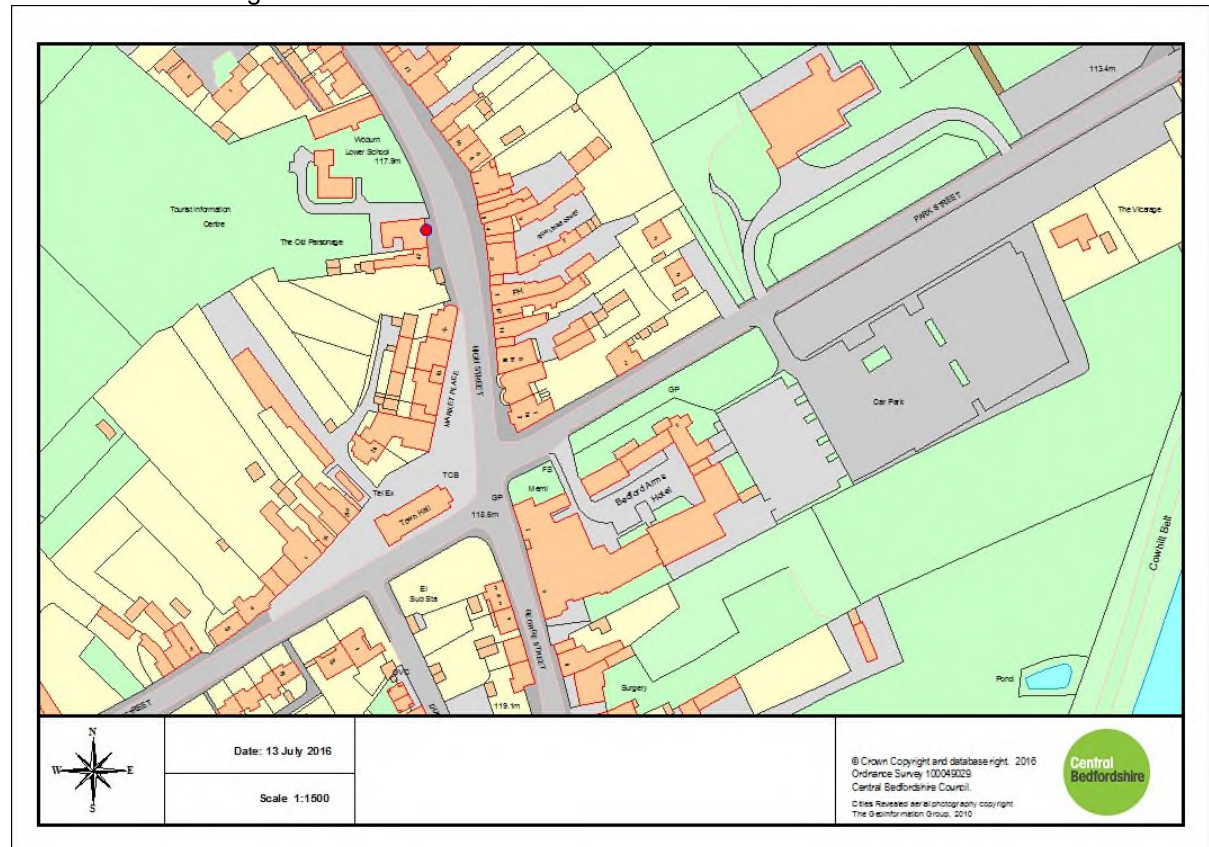 113.4m
Woburn
Lower School
117.9m
Tourist Information
Centre
The Old Parsonage
PARK STREET
The Vicarage
PH
HIGH STREET
MARKET PLACE
GP
Car Park
TCB
Tel Ex
Town Hall
GP
118.6m
FS
Meml
Bedford Arms
Hotel
Cowhill Belt
El
Sub Sta
GEORGE STREET
Surgery
Pond
119.1m
STREET
N
W
E
S
Date: 13 July 2016
Scale 1:1500
© Crown Copyright and database right. 2016
Ordnance Survey 100049029.
Central Bedfordshire Council.
Cities Revealed aerial photography copyright
The GeoInformation Group, 2010
Central
Bedfordshire